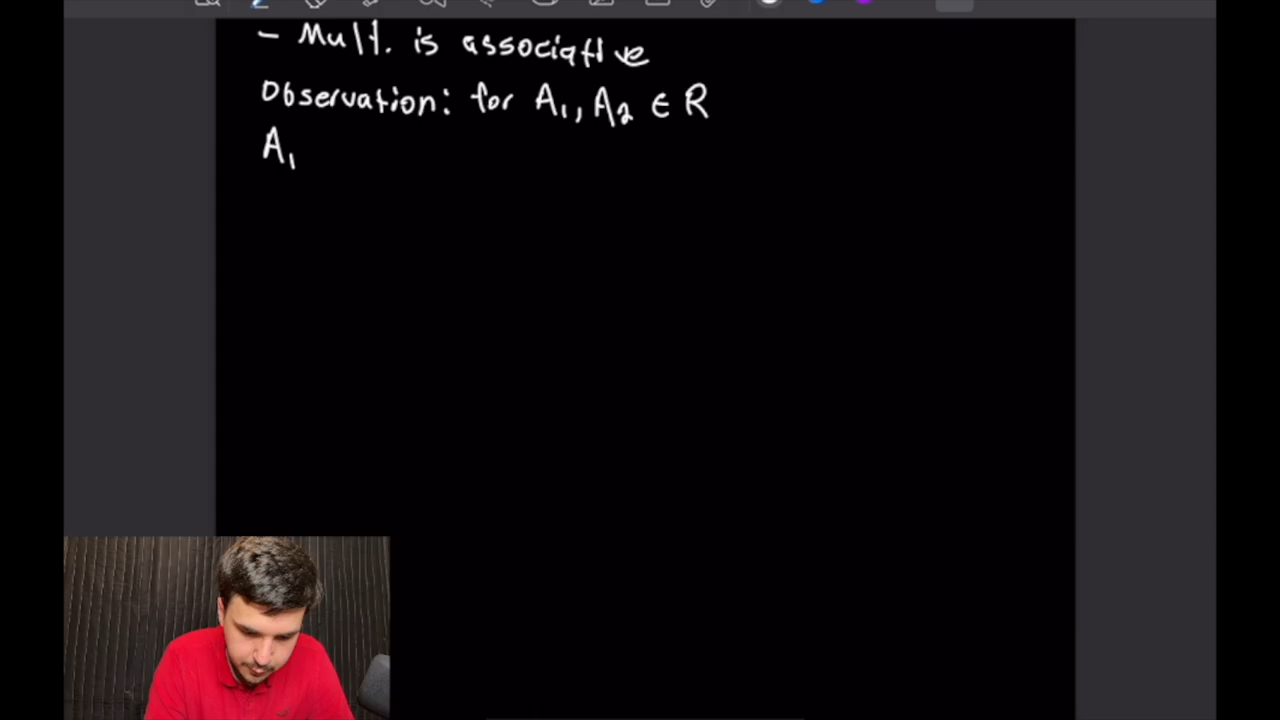 - Mult. is associative
Observation: for A₁, A₂ ∈ R
A₁